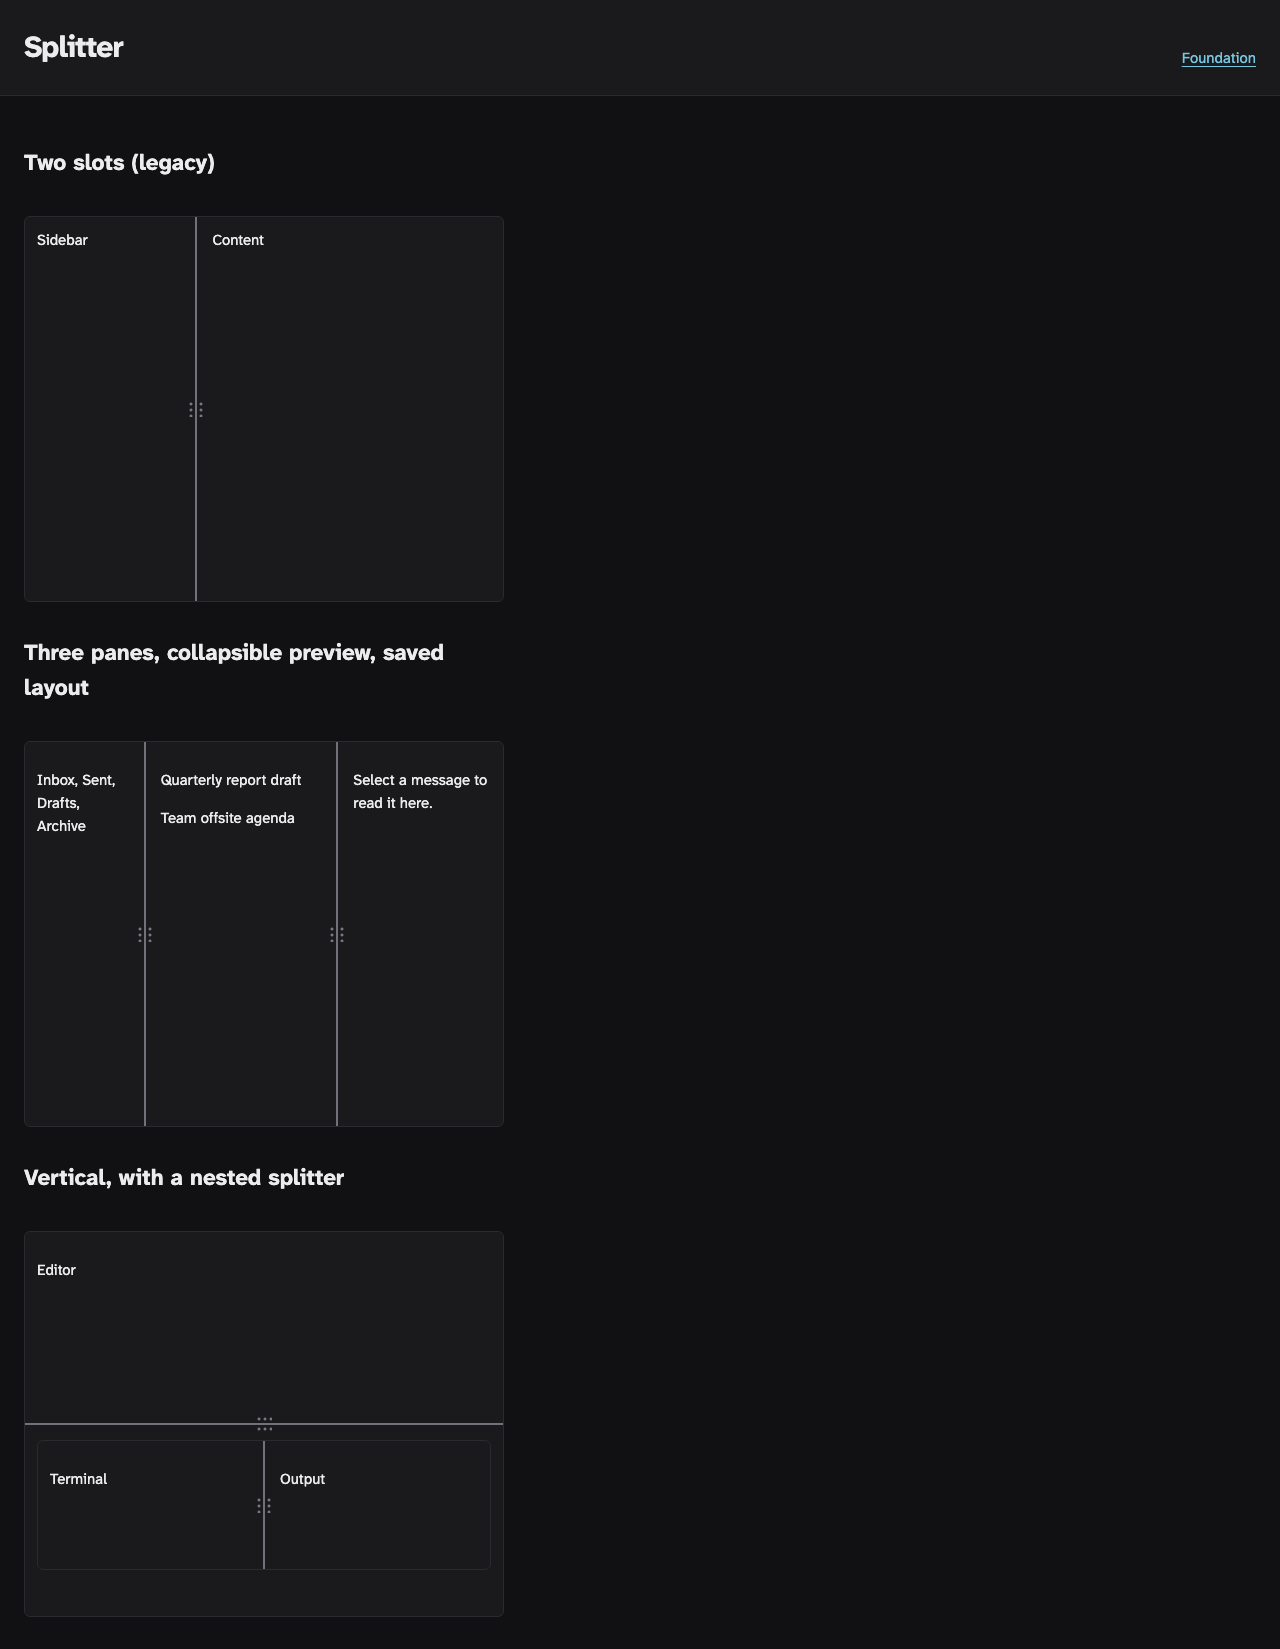 Splitter
Foundation
Two slots (legacy)
Sidebar
Content
Three panes, collapsible preview, saved
layout
Inbox, Sent,
Drafts,
Archive
Quarterly report draft
Team offsite agenda
Select a message to
read it here.
Vertical, with a nested splitter
Editor
Terminal
Output